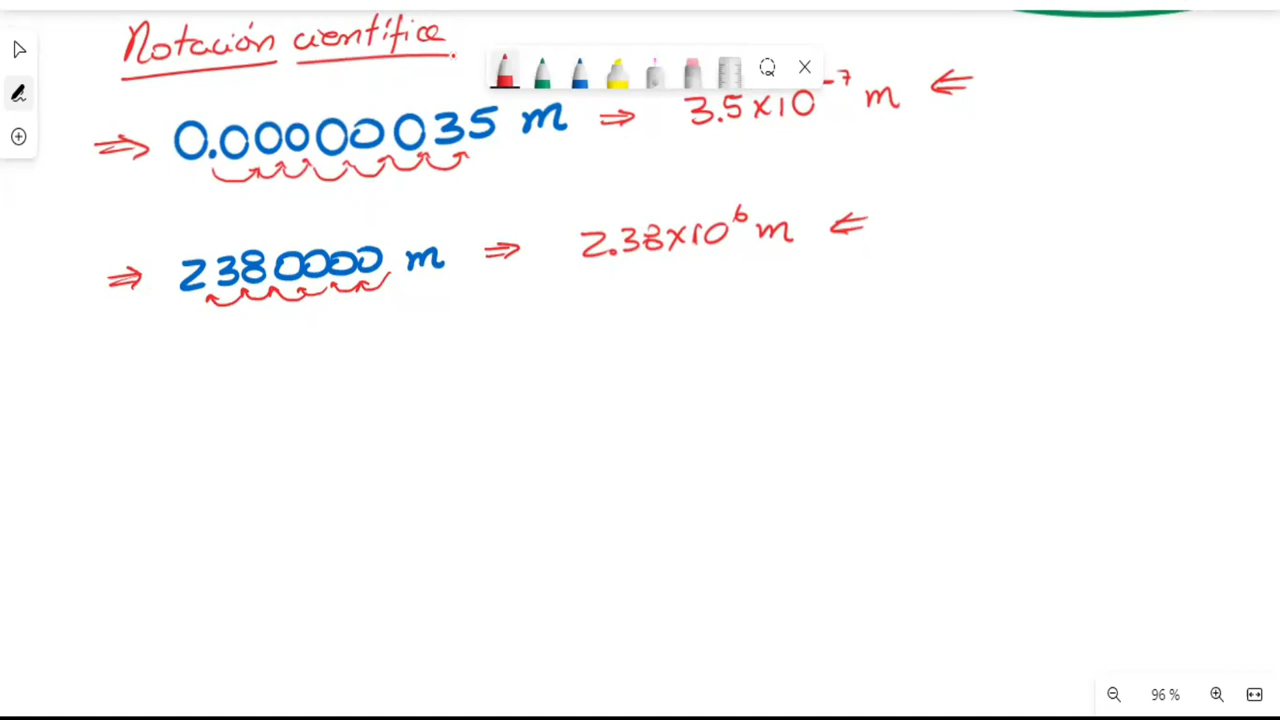 Notación científica
⇒ 0.00000035 m ⇒ 3.5x10⁻⁷ m ⇐
⇒ 2380000 m ⇒ 2.38x10⁶ m ⇐
96 %